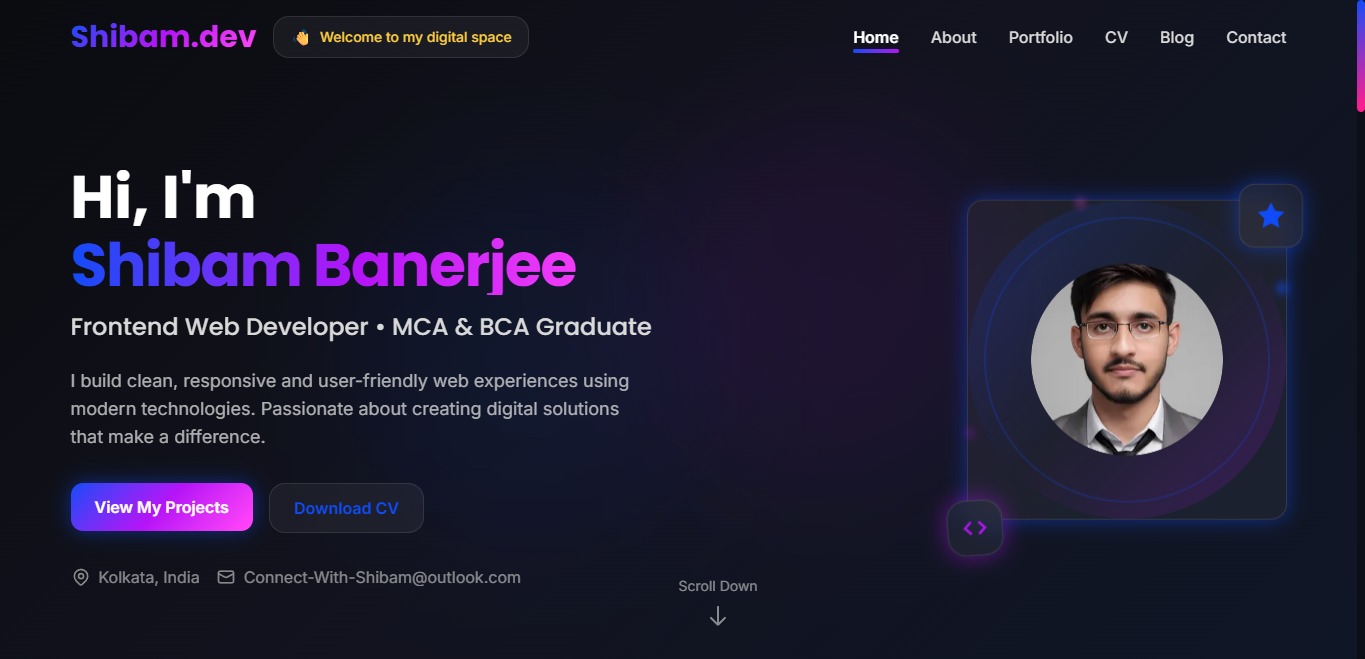 Shibam.dev
👋 Welcome to my digital space
Home About Portfolio CV Blog Contact
Hi, I'm
Shibam Banerjee
Frontend Web Developer • MCA & BCA Graduate
I build clean, responsive and user-friendly web experiences using
modern technologies. Passionate about creating digital solutions
that make a difference.
View My Projects
Download CV
Kolkata, India
Connect-With-Shibam@outlook.com
Scroll Down